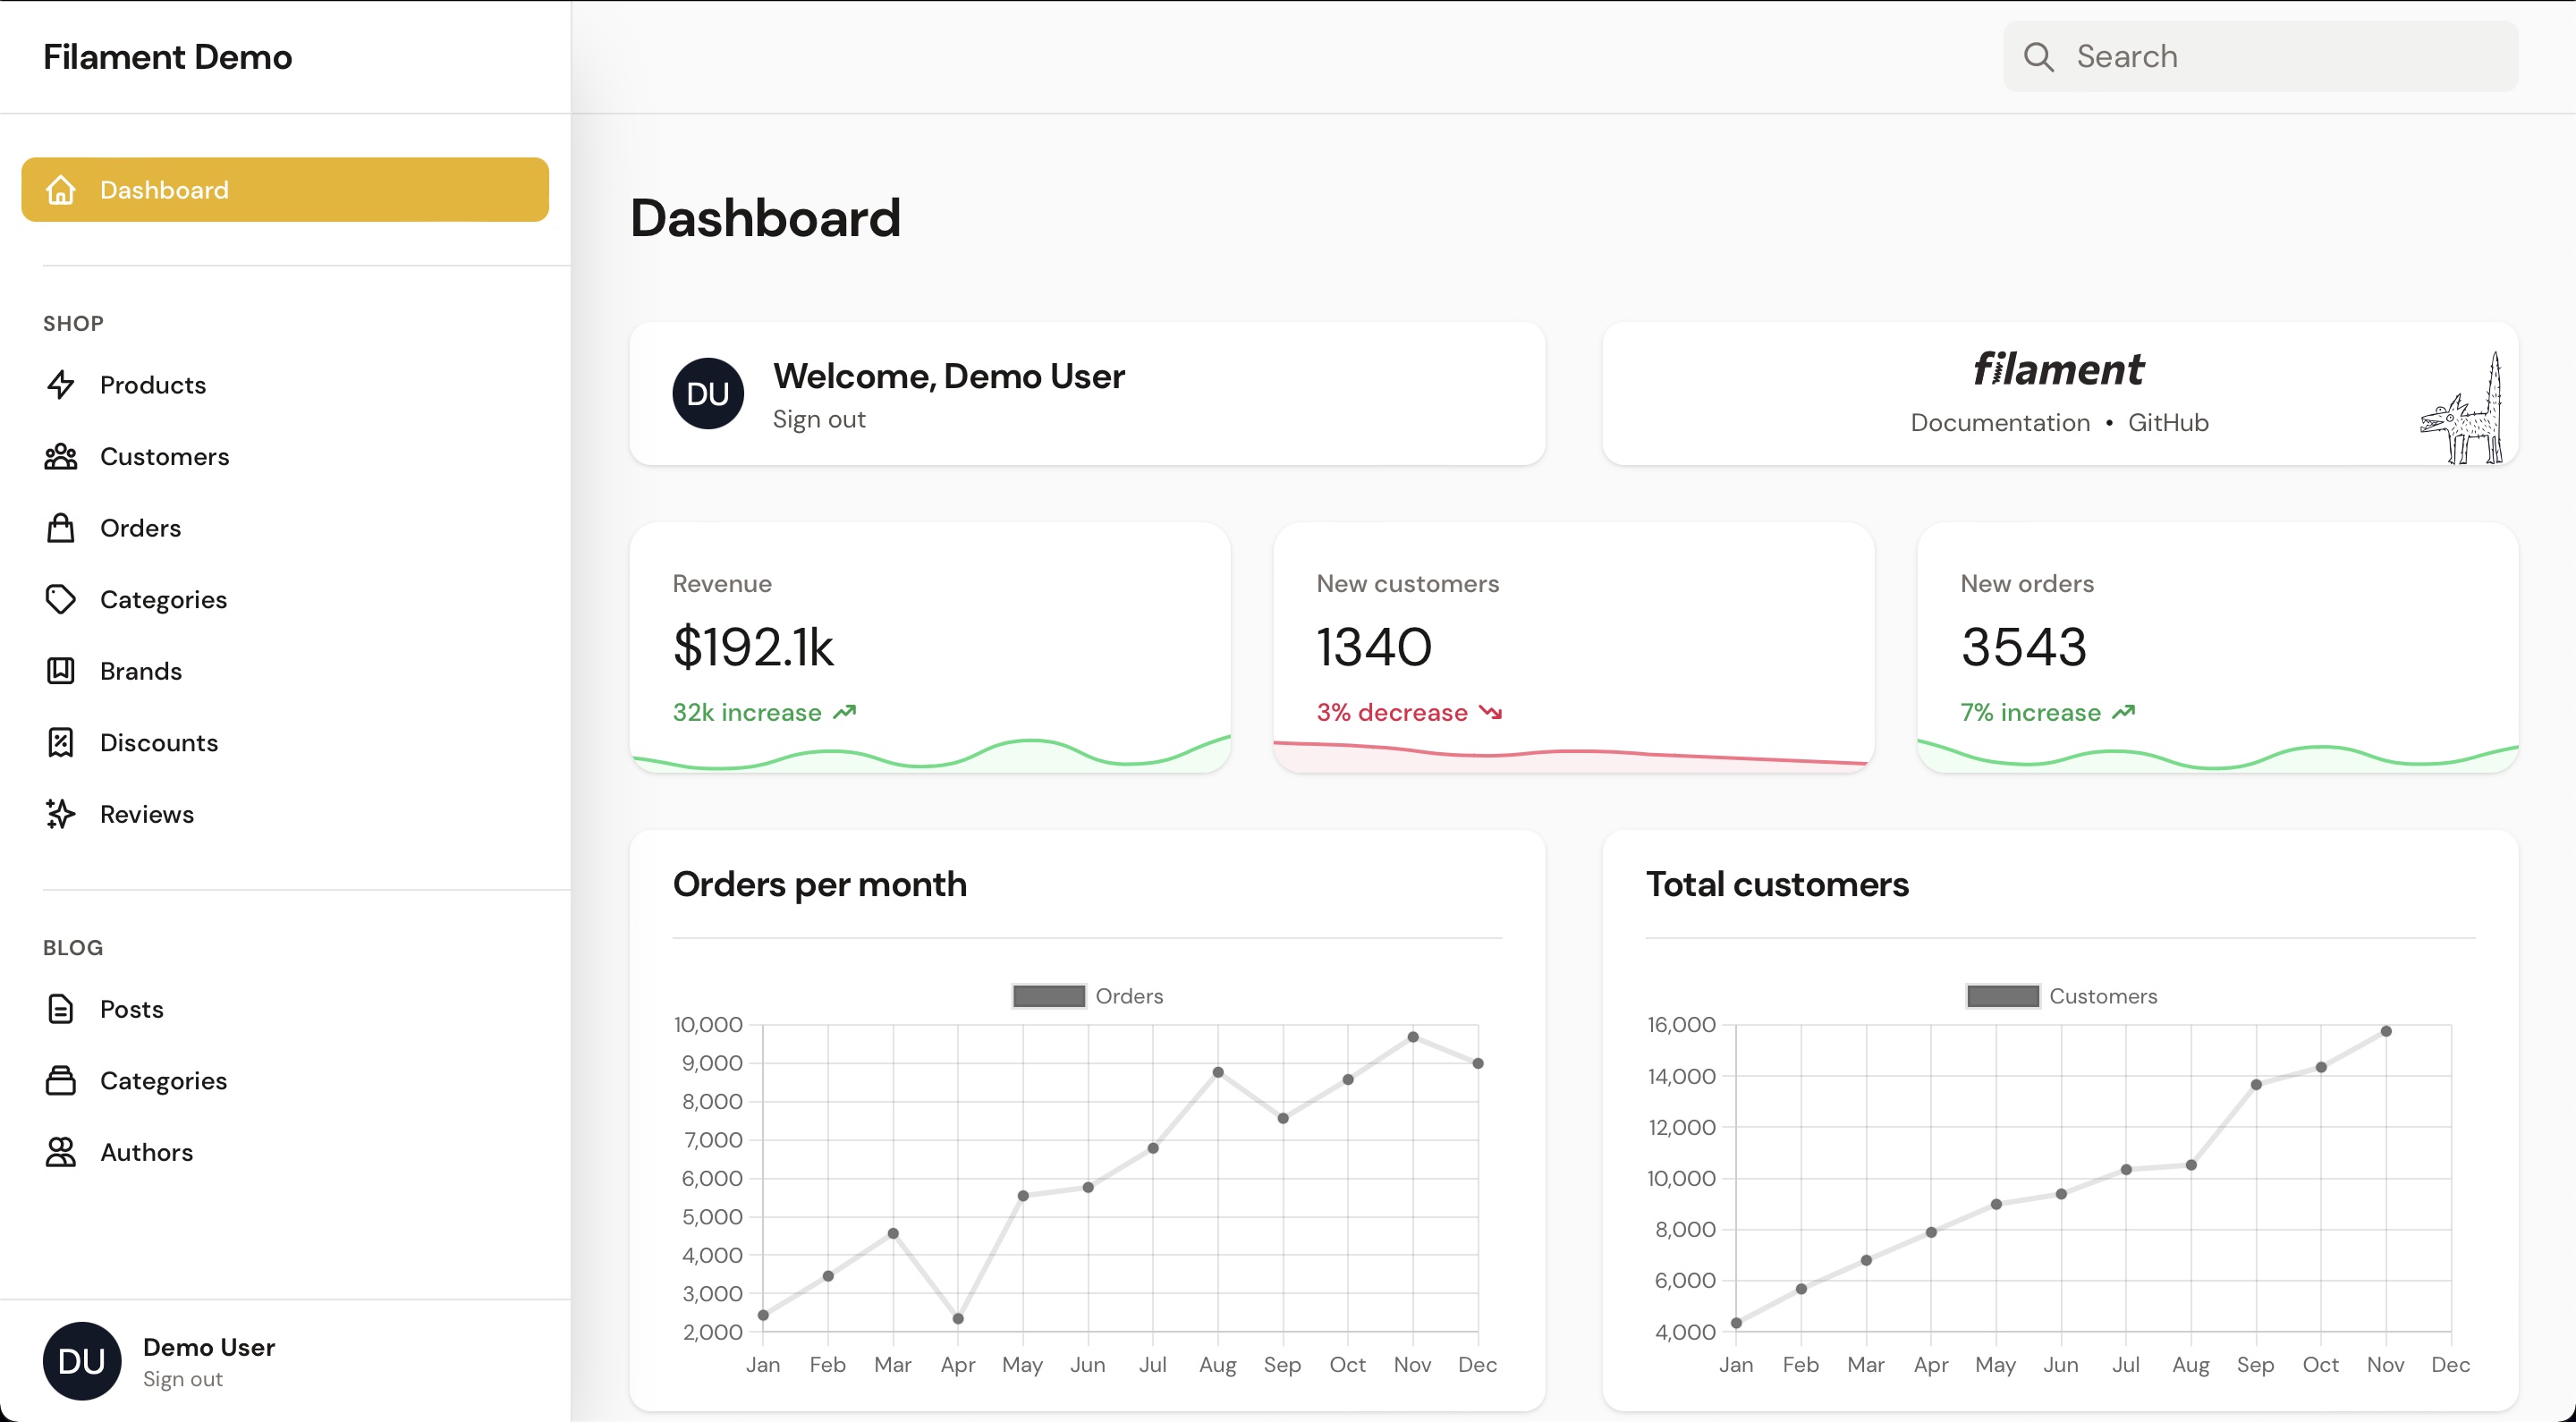 Filament Demo
Search
Dashboard
SHOP
Products
Customers
Orders
Categories
Brands
Discounts
Reviews
BLOG
Posts
Categories
Authors
DU
Demo User
Sign out
Dashboard
DU
Welcome, Demo User
Sign out
filament
Documentation • GitHub
Revenue
$192.1k
32k increase
New customers
1340
3% decrease
New orders
3543
7% increase
Orders per month
Orders
10,000
9,000
8,000
7,000
6,000
5,000
4,000
3,000
2,000
Jan Feb Mar Apr May Jun Jul Aug Sep Oct Nov Dec
Total customers
Customers
16,000
14,000
12,000
10,000
8,000
6,000
4,000
Jan Feb Mar Apr May Jun Jul Aug Sep Oct Nov Dec